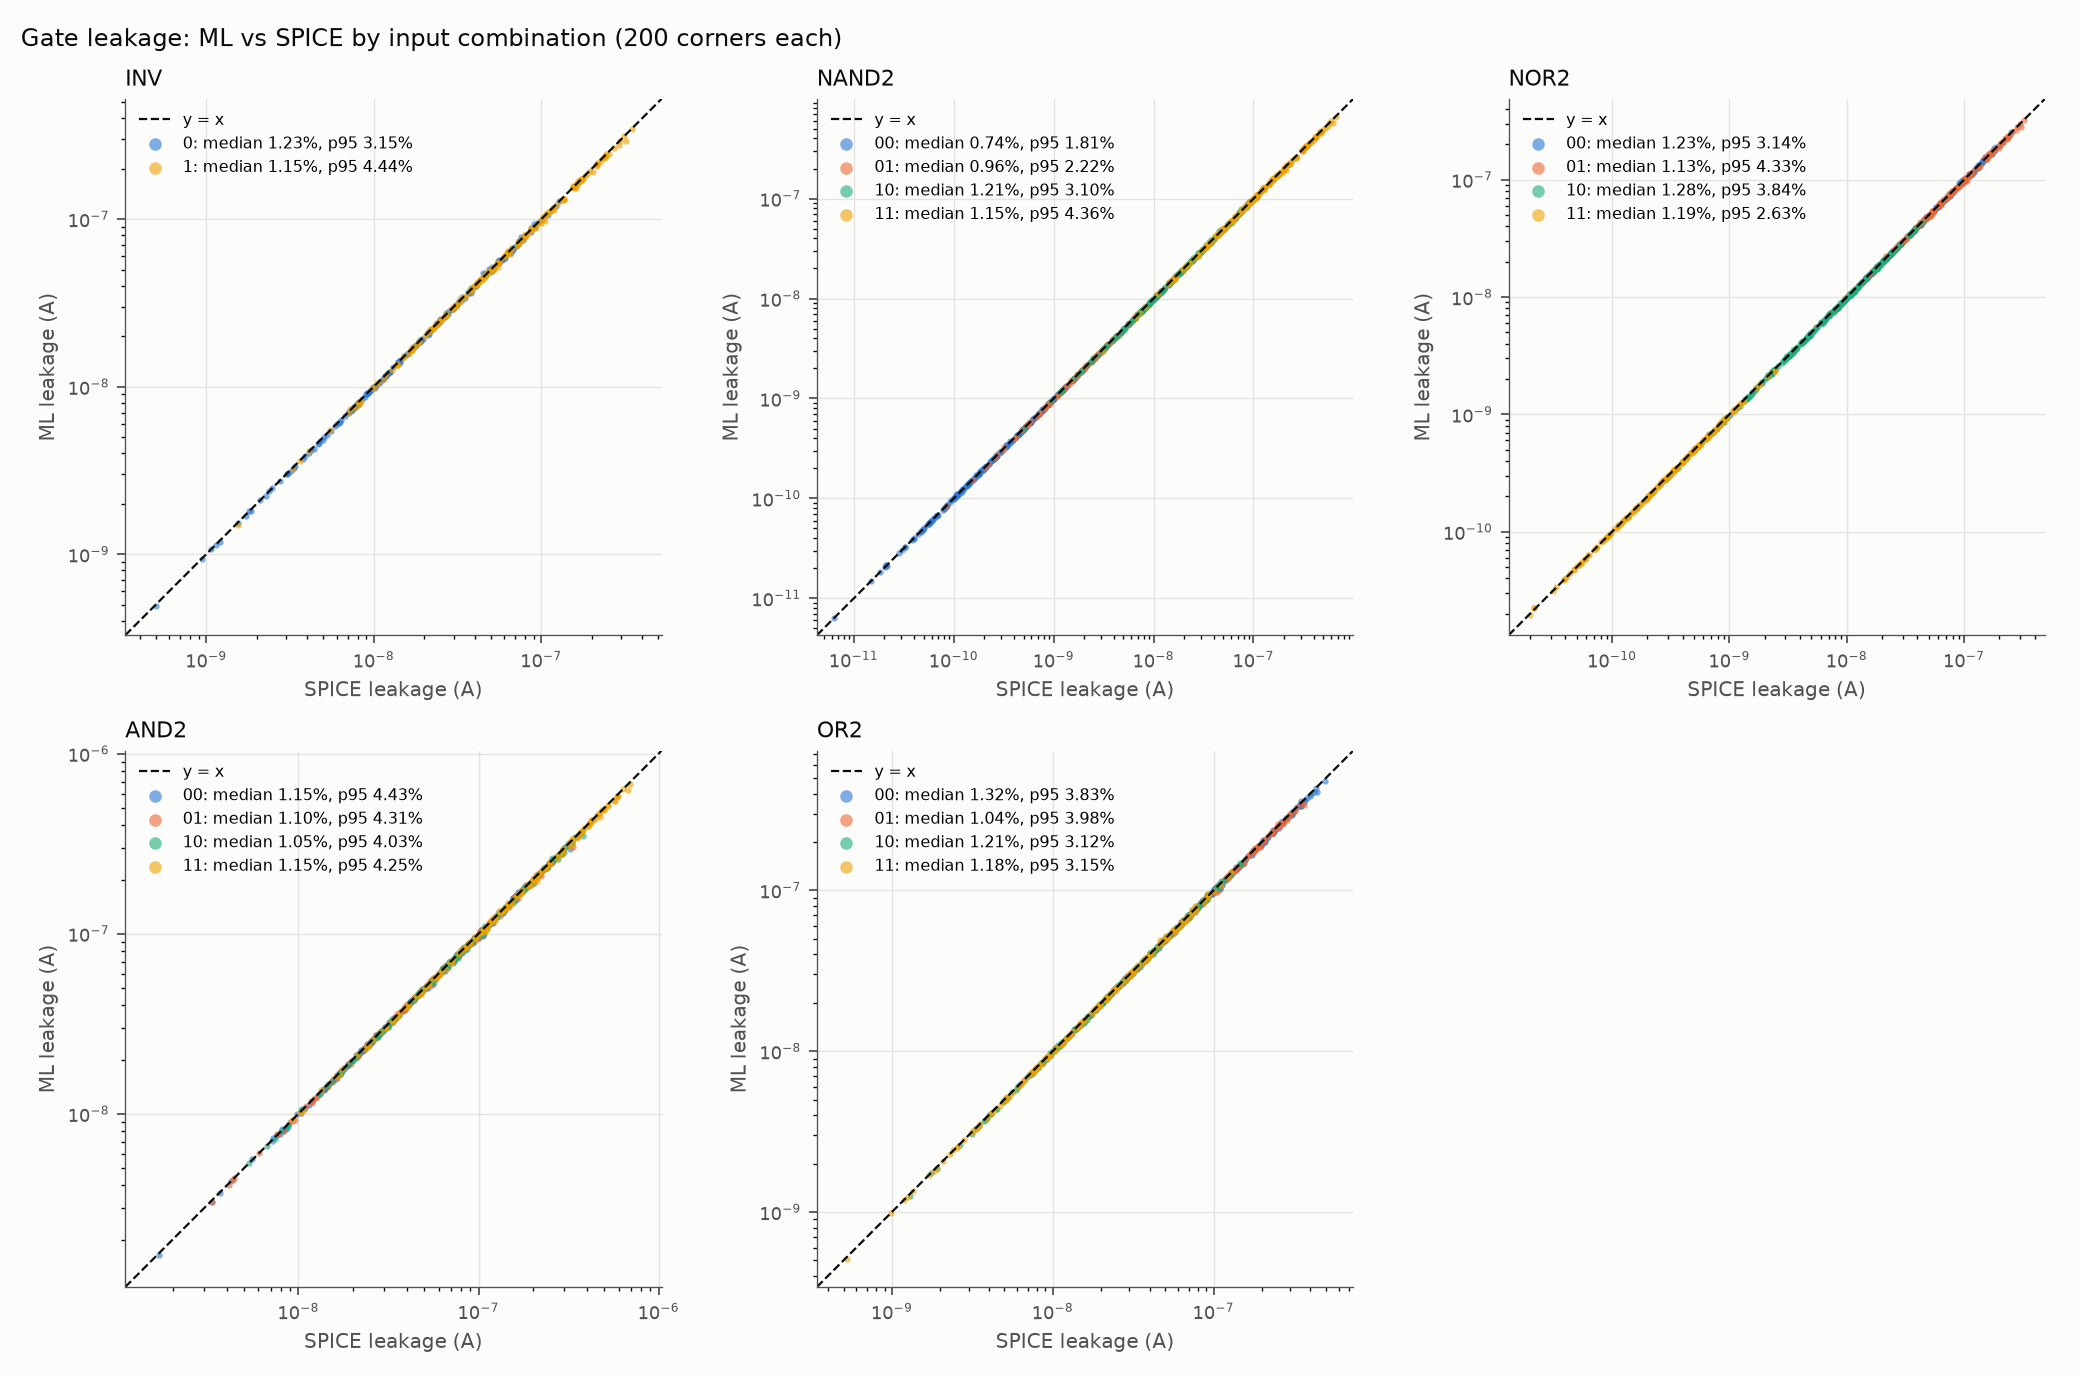 Gate leakage: ML vs SPICE by input combination (200 corners each)
INV
y = x
0: median 1.23%, p95 3.15%
1: median 1.15%, p95 4.44%
10⁻⁷
10⁻⁸
10⁻⁹
ML leakage (A)
10⁻⁹ 10⁻⁸ 10⁻⁷
SPICE leakage (A)
NAND2
y = x
00: median 0.74%, p95 1.81%
01: median 0.96%, p95 2.22%
10: median 1.21%, p95 3.10%
11: median 1.15%, p95 4.36%
10⁻⁷
10⁻⁸
10⁻⁹
10⁻¹⁰
10⁻¹¹
ML leakage (A)
10⁻¹¹ 10⁻¹⁰ 10⁻⁹ 10⁻⁸ 10⁻⁷
SPICE leakage (A)
NOR2
y = x
00: median 1.23%, p95 3.14%
01: median 1.13%, p95 4.33%
10: median 1.28%, p95 3.84%
11: median 1.19%, p95 2.63%
10⁻⁷
10⁻⁸
10⁻⁹
10⁻¹⁰
ML leakage (A)
10⁻¹⁰ 10⁻⁹ 10⁻⁸ 10⁻⁷
SPICE leakage (A)
AND2
y = x
00: median 1.15%, p95 4.43%
01: median 1.10%, p95 4.31%
10: median 1.05%, p95 4.03%
11: median 1.15%, p95 4.25%
10⁻⁶
10⁻⁷
10⁻⁸
ML leakage (A)
10⁻⁸ 10⁻⁷ 10⁻⁶
SPICE leakage (A)
OR2
y = x
00: median 1.32%, p95 3.83%
01: median 1.04%, p95 3.98%
10: median 1.21%, p95 3.12%
11: median 1.18%, p95 3.15%
10⁻⁷
10⁻⁸
10⁻⁹
ML leakage (A)
10⁻⁹ 10⁻⁸ 10⁻⁷
SPICE leakage (A)